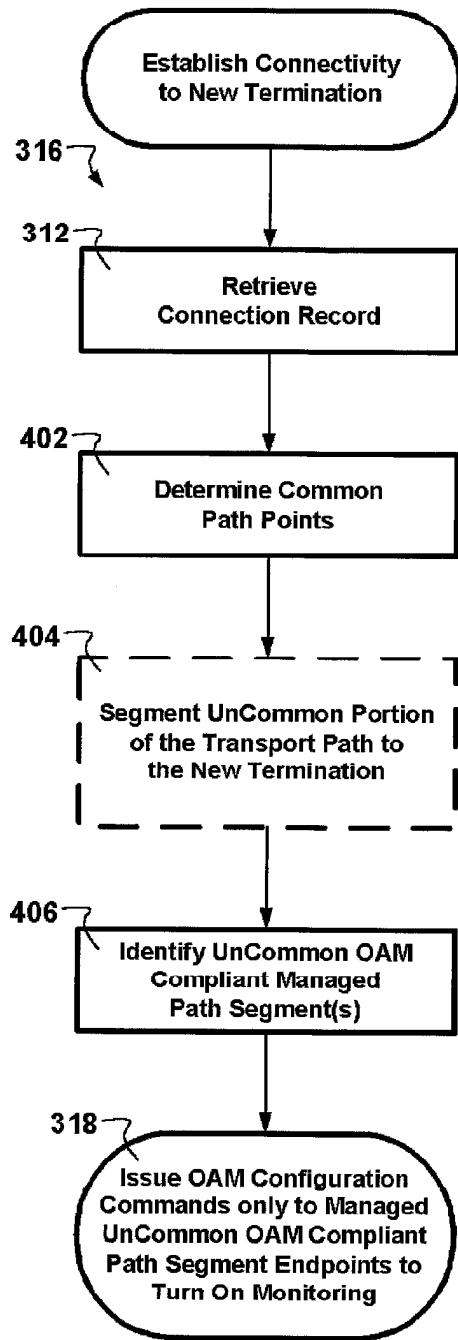 Establish Connectivity
to New Termination
316
312
Retrieve
Connection Record
402
Determine Common
Path Points
404
Segment UnCommon Portion
of the Transport Path to
the New Termination
406
Identify UnCommon OAM
Compliant Managed
Path Segment(s)
318
Issue OAM Configuration
Commands only to Managed
UnCommon OAM Compliant
Path Segment Endpoints to
Turn On Monitoring